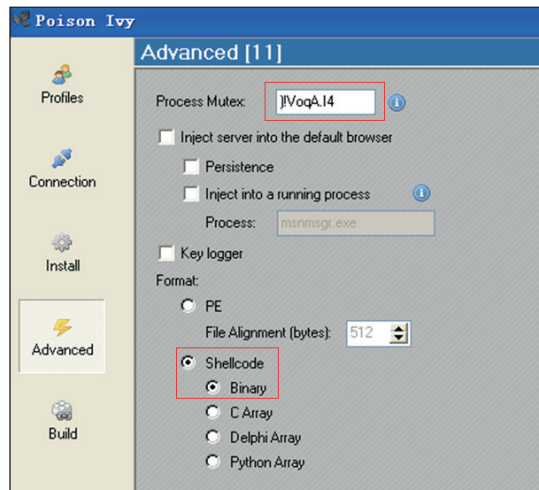 Poison Ivy
Advanced [11]
Profiles
Connection
Install
Advanced
Build
Process Mutex: )!VoqA.I4
Inject server into the default browser
Persistence
Inject into a running process
Process: msnmsgr.exe
Key logger
Format:
PE
File Alignment (bytes): 512
Shellcode
Binary
C Array
Delphi Array
Python Array